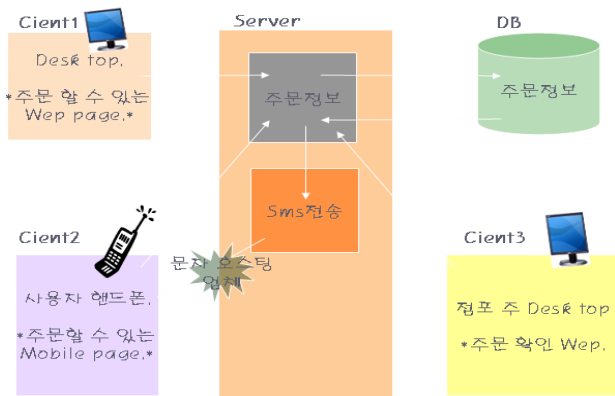 Cient1
Desk top.
*주문 할 수 있는
Wep page.*
Server
주문정보
Sms전송
문자 호스팅
업체
DB
주문정보
Cient2
사용자 핸드폰.
*주문할 수 있는
Mobile page.*
Cient3
점포 주 Desk top
*주문 확인 Wep.